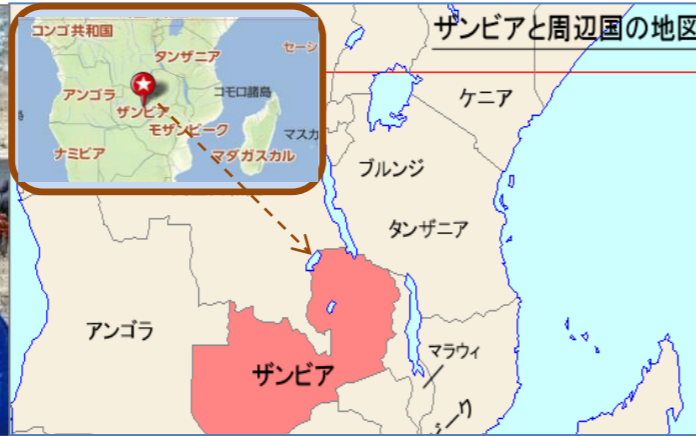 ザンビアと周辺国の地図
コンゴ共和国
タンザニア
セーシ
アンゴラ
コモロ諸島
ザンビア
モザンビーク
マスカ
ナミビア
マダガスカル
ケニア
ブルンジ
タンザニア
アンゴラ
マラウィ
ザンビア
ーク